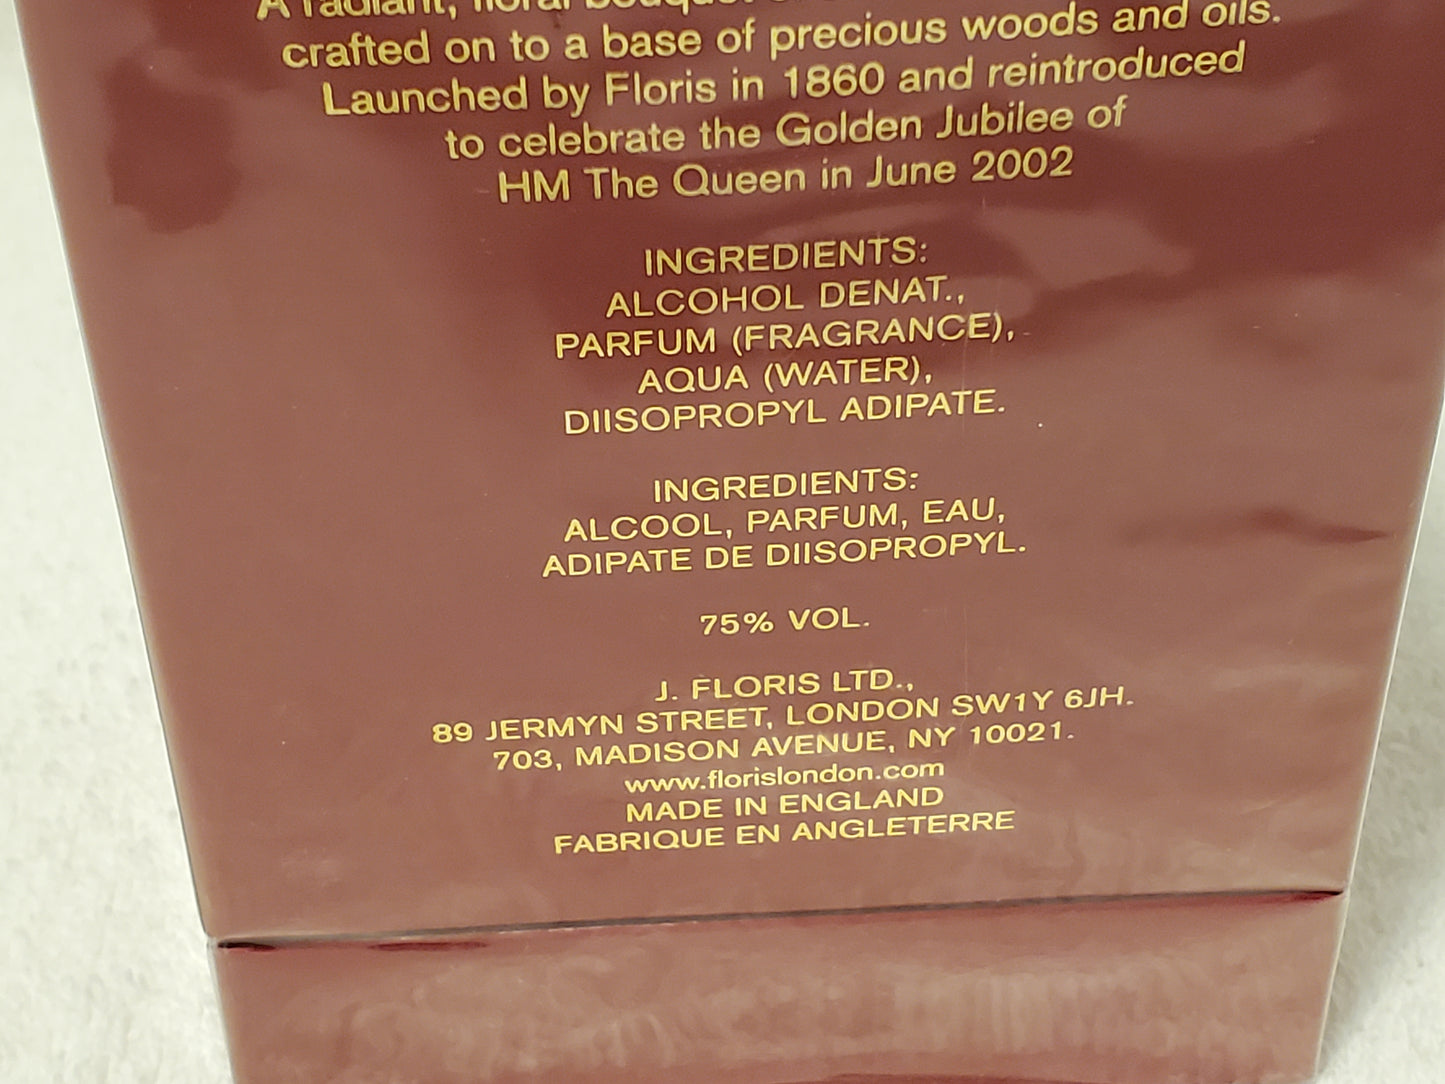 A radiant, floral bouquet
crafted on to a base of precious woods and oils.
Launched by Floris in 1860 and reintroduced
to celebrate the Golden Jubilee of
HM The Queen in June 2002
INGREDIENTS:
ALCOHOL DENAT.,
PARFUM (FRAGRANCE),
AQUA (WATER),
DIISOPROPYL ADIPATE.
INGREDIENTS:
ALCOOL, PARFUM, EAU,
ADIPATE DE DIISOPROPYL.
75% VOL.
J. FLORIS LTD.,
89 JERMYN STREET, LONDON SW1Y 6JH.
703, MADISON AVENUE, NY 10021.
www.florislondon.com
MADE IN ENGLAND
FABRIQUE EN ANGLETERRE